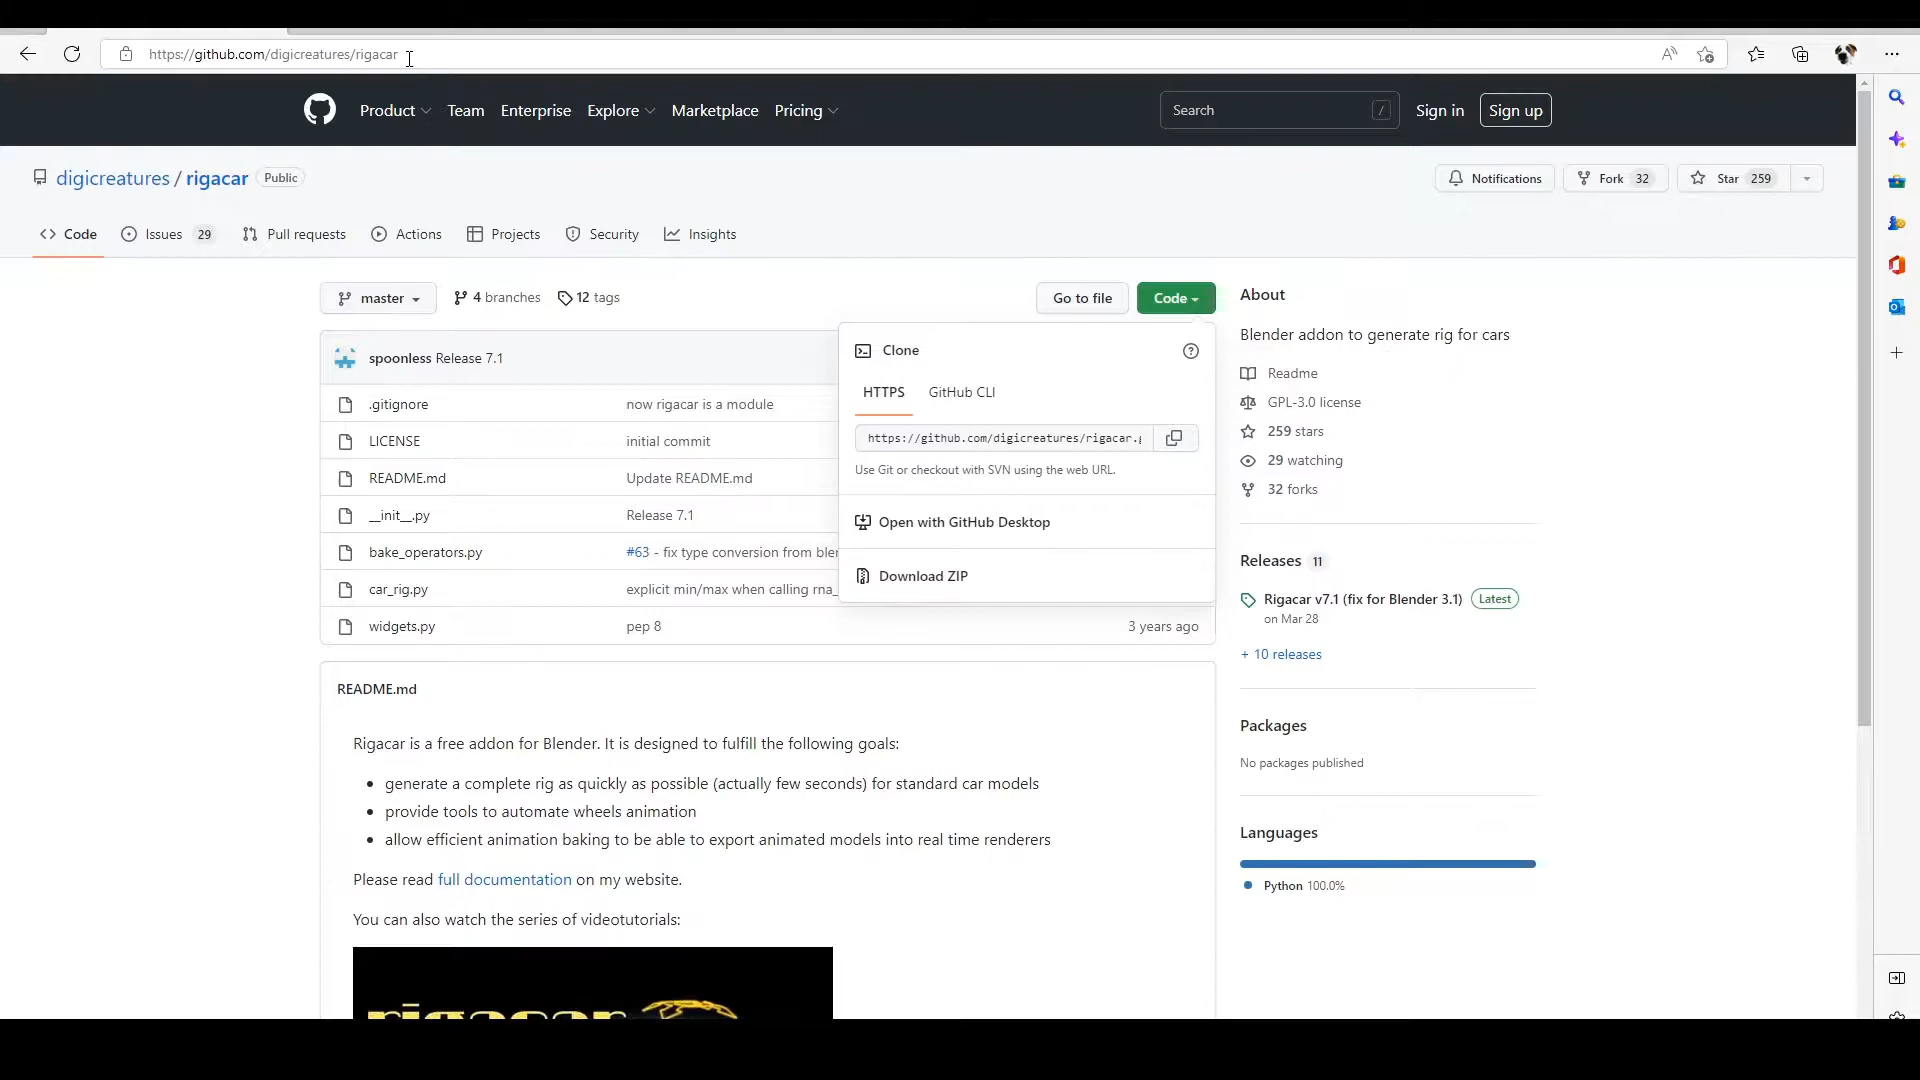 https://github.com/digicreatures/rigacar
Product Team Enterprise Explore Marketplace Pricing Search / Sign in Sign up
digicreatures / rigacar Public Notifications Fork 32 Star 259
Code Issues 29 Pull requests Actions Projects Security Insights
master 4 branches 12 tags Go to file Code
spoonless Release 7.1
.gitignore now rigacar is a module
LICENSE initial commit
README.md Update README.md
__init__.py Release 7.1
bake_operators.py #63 - fix type conversion from
car_rig.py explicit min/max when calling rna_
widgets.py pep 8 3 years ago
Clone
HTTPS GitHub CLI
https://github.com/digicreatures/rigacar.
Use Git or checkout with SVN using the web URL.
Open with GitHub Desktop
Download ZIP
About
Blender addon to generate rig for cars
Readme
GPL-3.0 license
259 stars
29 watching
32 forks
Releases 11
Rigacar v7.1 (fix for Blender 3.1) Latest
on Mar 28
+ 10 releases
Packages
No packages published
Languages
Python 100.0%
README.md
Rigacar is a free addon for Blender. It is designed to fulfill the following goals:
• generate a complete rig as quickly as possible (actually few seconds) for standard car models
• provide tools to automate wheels animation
• allow efficient animation baking to be able to export animated models into real time renderers
Please read full documentation on my website.
You can also watch the series of videotutorials: